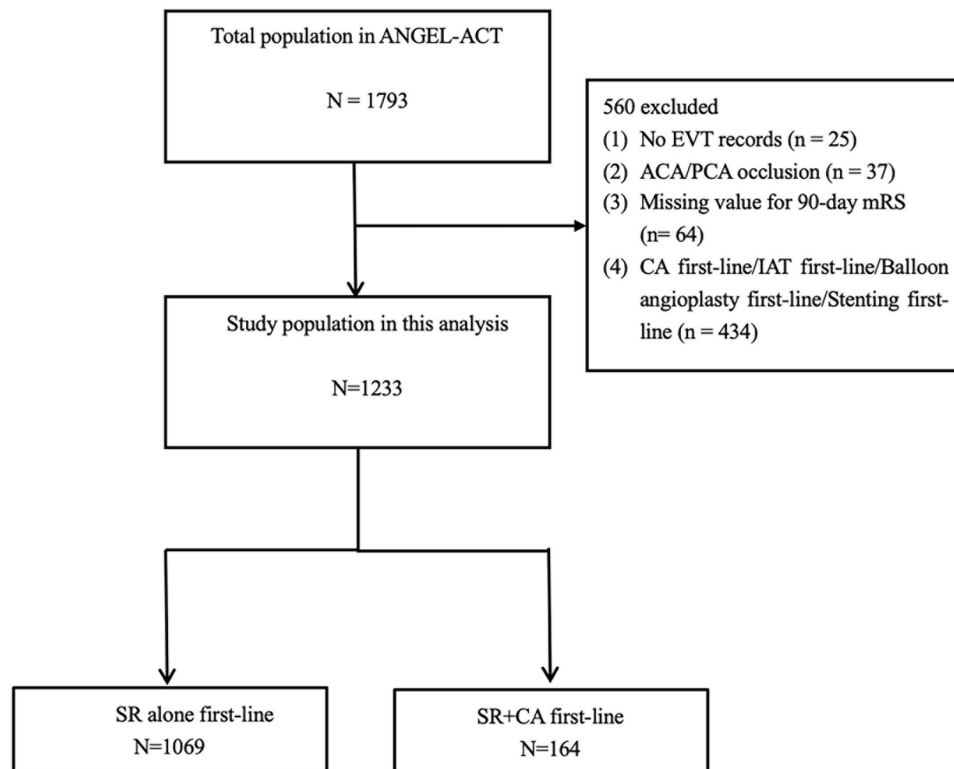 Total population in ANGEL-ACT
N = 1793
560 excluded
(1) No EVT records (n = 25)
(2) ACA/PCA occlusion (n = 37)
(3) Missing value for 90-day mRS
(n= 64)
(4) CA first-line/IAT first-line/Balloon
angioplasty first-line/Stenting first-
line (n = 434)
Study population in this analysis
N=1233
SR alone first-line
N=1069
SR+CA first-line
N=164